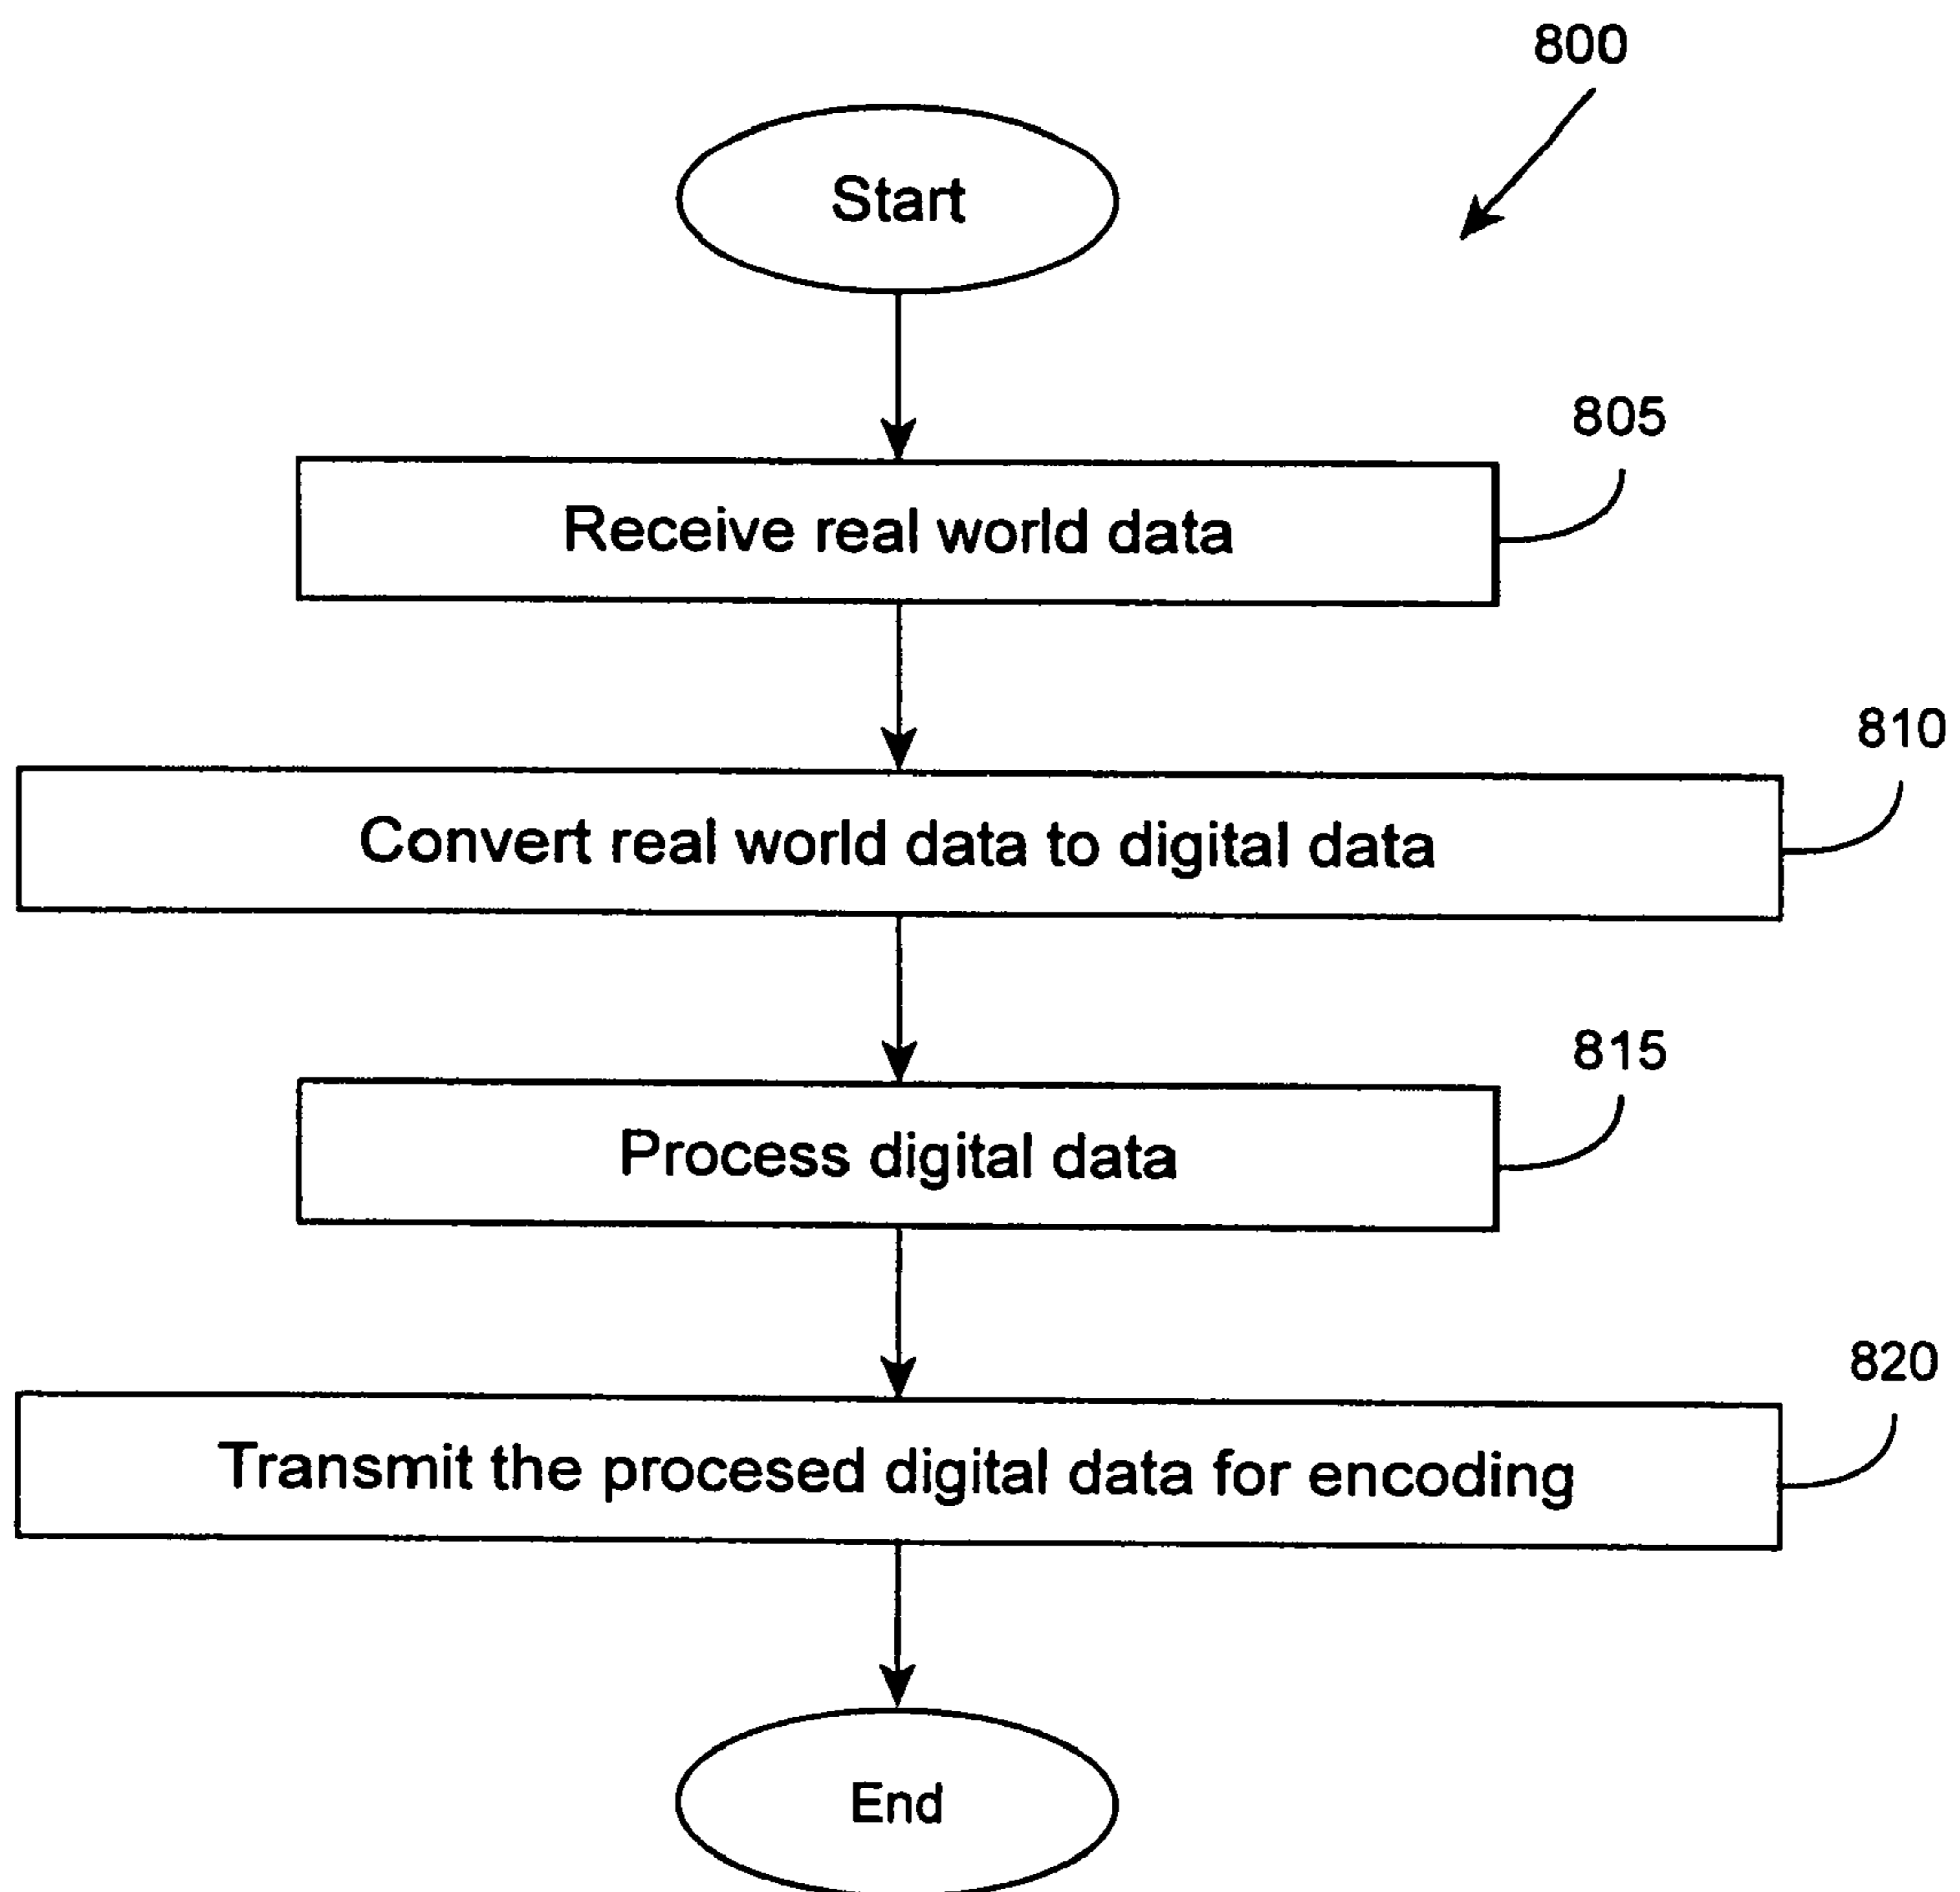 800
Start
805
Receive real world data
810
Convert real world data to digital data
815
Process digital data
820
Transmit the procesed digital data for encoding
End